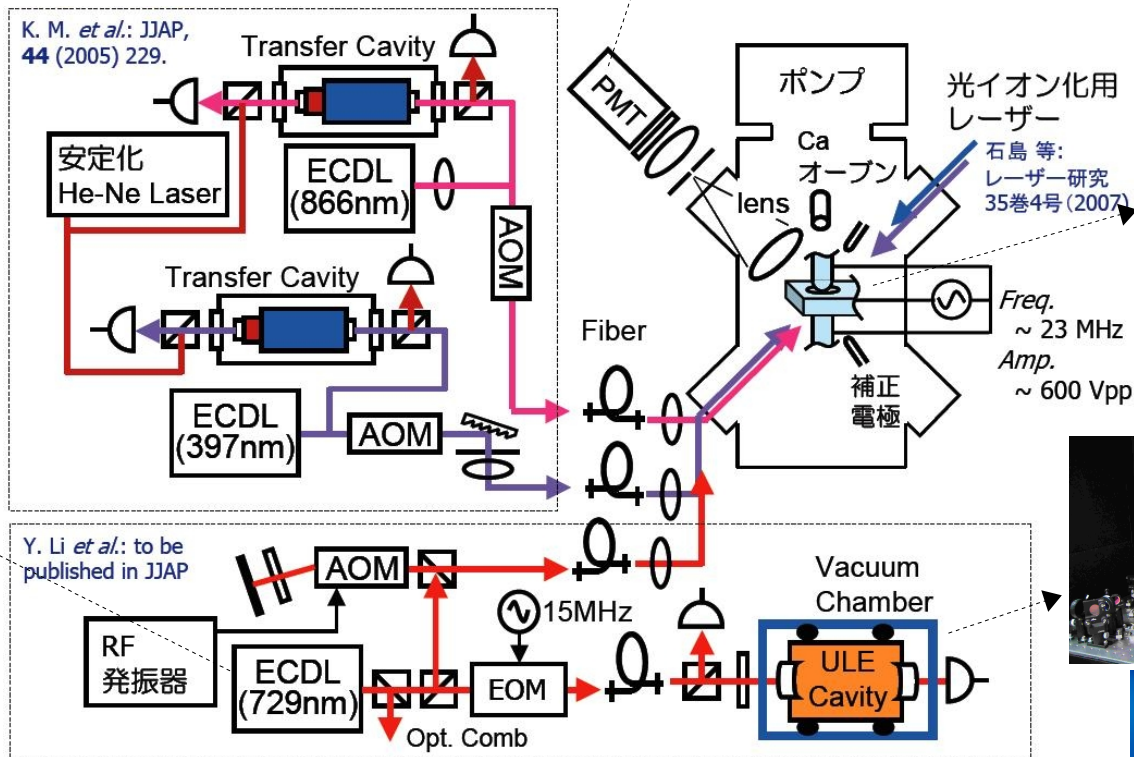 K. M. et al.: JJAP,
44 (2005) 229.
Transfer Cavity
安定化
He-Ne Laser
ECDL
(866nm)
AOM
Transfer Cavity
ECDL
(397nm)
AOM
Fiber
PMT
lens
ポンプ
Ca
オーブン
光イオン化用
レーザー
石島 等:
レーザー研究
35巻4号(2007)
Freq.
~ 23 MHz
Amp.
~ 600 Vpp
補正
電極
Y. Li et al.: to be
published in JJAP
AOM
RF
発振器
ECDL
(729nm)
15MHz
EOM
Opt. Comb
Vacuum
Chamber
ULE
Cavity